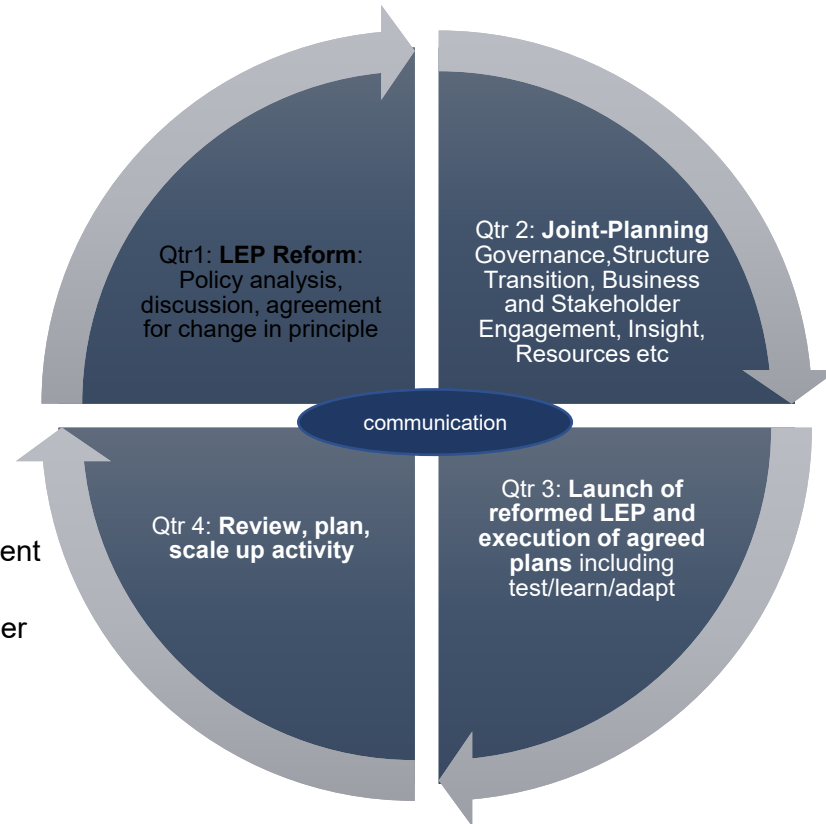 Qtr1: LEP Reform:
Policy analysis,
discussion, agreement
for change in principle
Qtr 2: Joint-Planning
Governance,Structure
Transition, Business
and Stakeholder
Engagement, Insight,
Resources etc
communication
Qtr 3: Launch of
reformed LEP and
execution of agreed
plans including
test/learn/adapt
Qtr 4: Review, plan,
scale up activity
ent
er